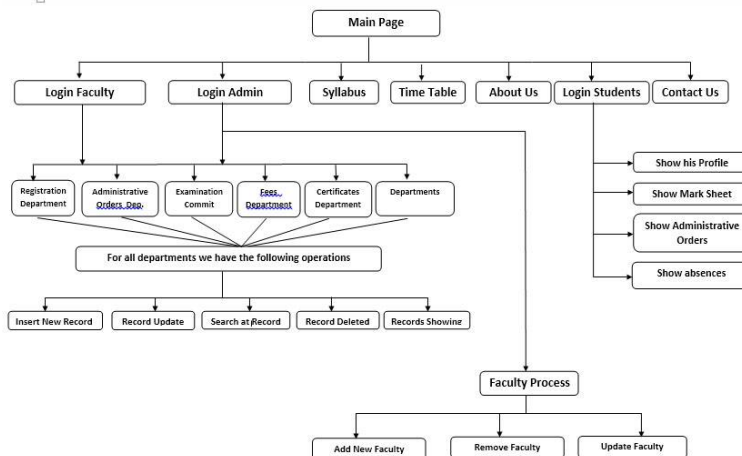 Main Page
Login Faculty
Login Admin
Syllabus
Time Table
About Us
Login Students
Contact Us
Show his Profile
Registration
Department
Administrative
Orders Dep.
Examination
Commit
Fees
Department
Certificates
Department
Departments
Show Mark Sheet
Show Administrative
Orders
For all departments we have the following operations
Show absences
Insert New Record
Record Update
Search at Record
Record Deleted
Records Showing
Faculty Process
Add New Faculty
Remove Faculty
Update Faculty